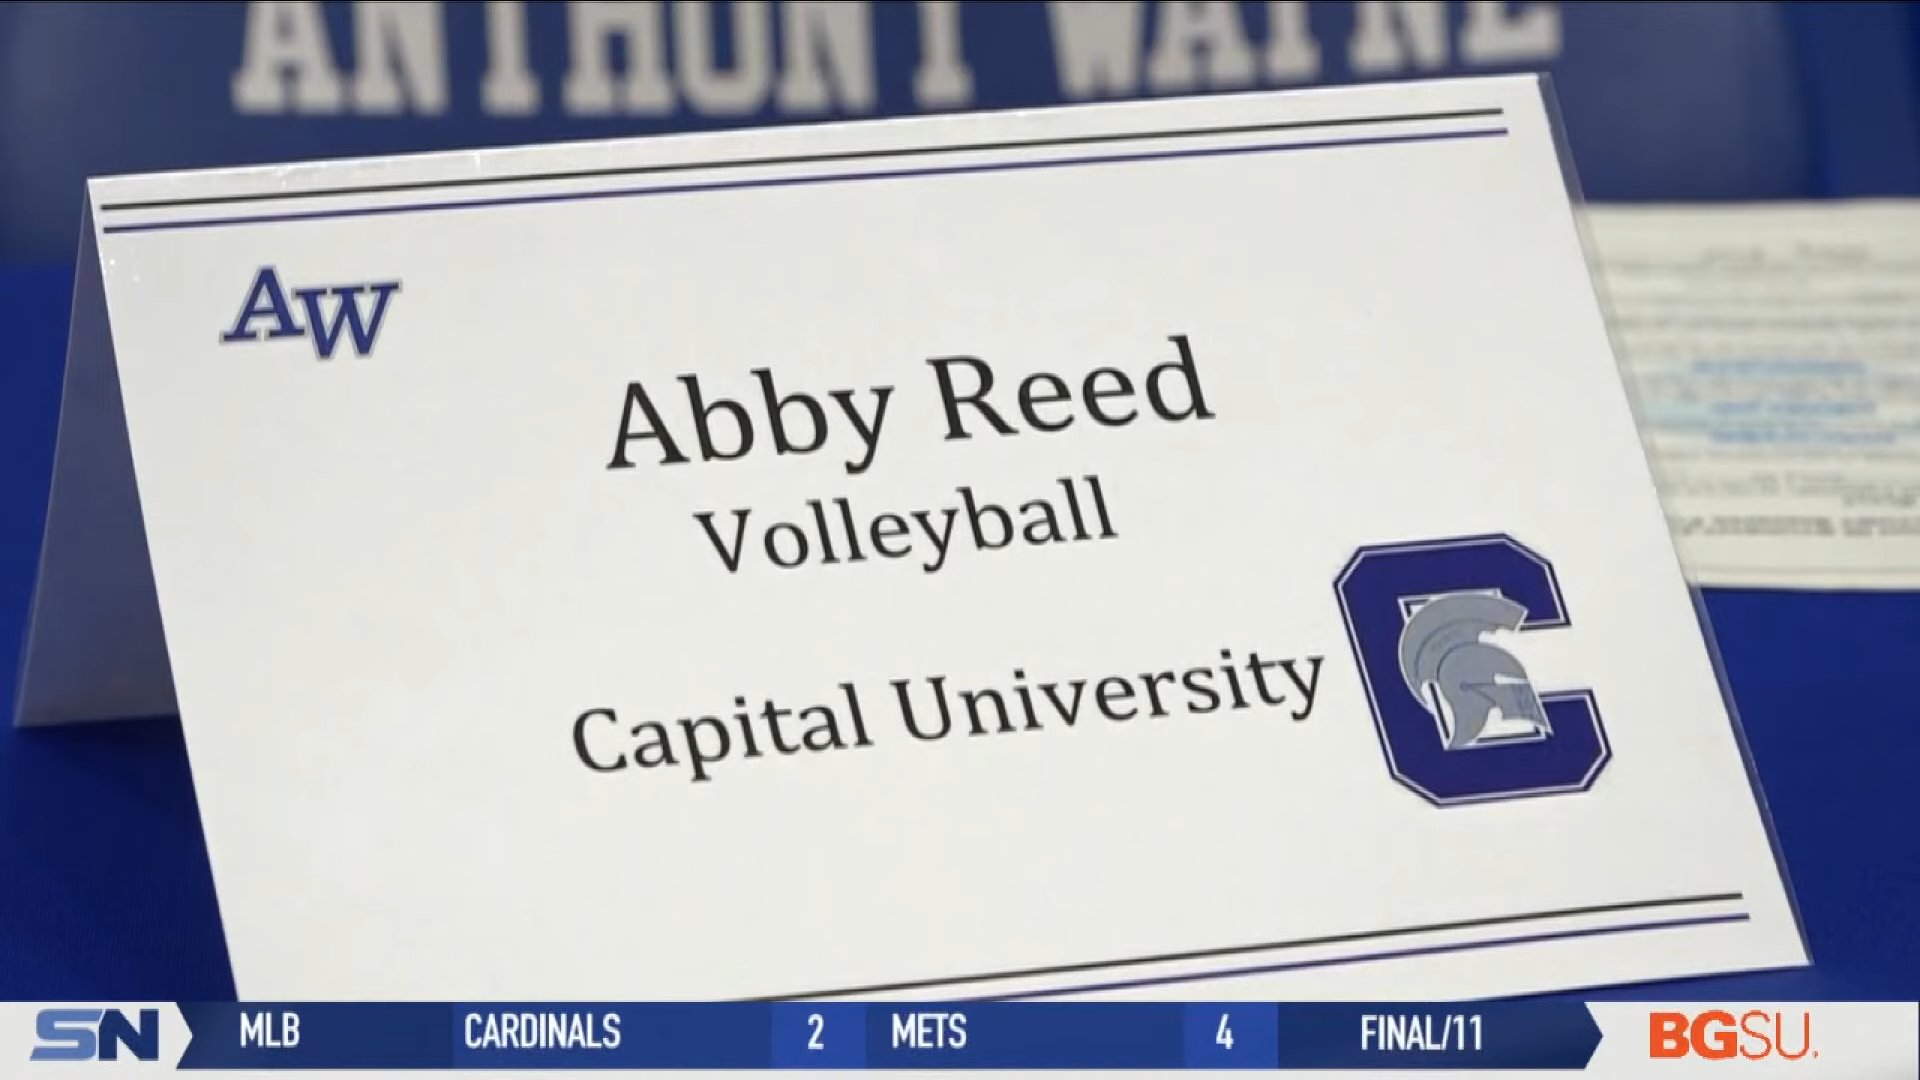 ANTHONY WAYNE
AW
Abby Reed
Volleyball
Capital University
C
SN MLB CARDINALS 2 METS 4 FINAL/11 BGSU.